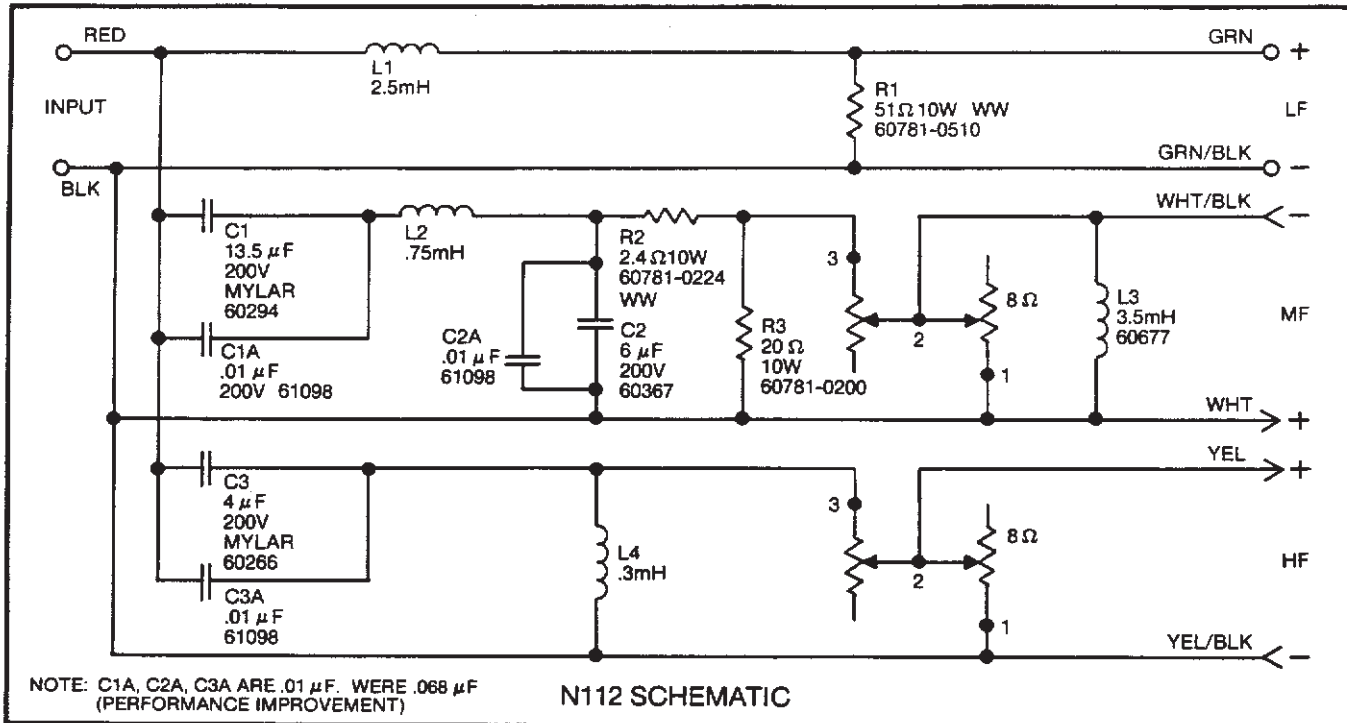 RED
GRN
+
L1
2.5mH
INPUT
R1
51Ω 10W WW
60781-0510
LF
GRN/BLK
−
BLK
WHT/BLK
−
C1
13.5 μF
200V
MYLAR
60294
L2
.75mH
R2
2.4 Ω 10W
60781-0224
WW
3
8 Ω
2
1
L3
3.5mH
60677
MF
C1A
.01 μF
200V 61098
C2A
.01 μF
61098
C2
6 μF
200V
60367
R3
20 Ω
10W
60781-0200
WHT
+
YEL
+
C3
4 μF
200V
MYLAR
60266
L4
.3mH
3
8 Ω
2
1
HF
C3A
.01 μF
61098
YEL/BLK
−
NOTE: C1A, C2A, C3A ARE .01 μF. WERE .068 μF
(PERFORMANCE IMPROVEMENT)
N112 SCHEMATIC